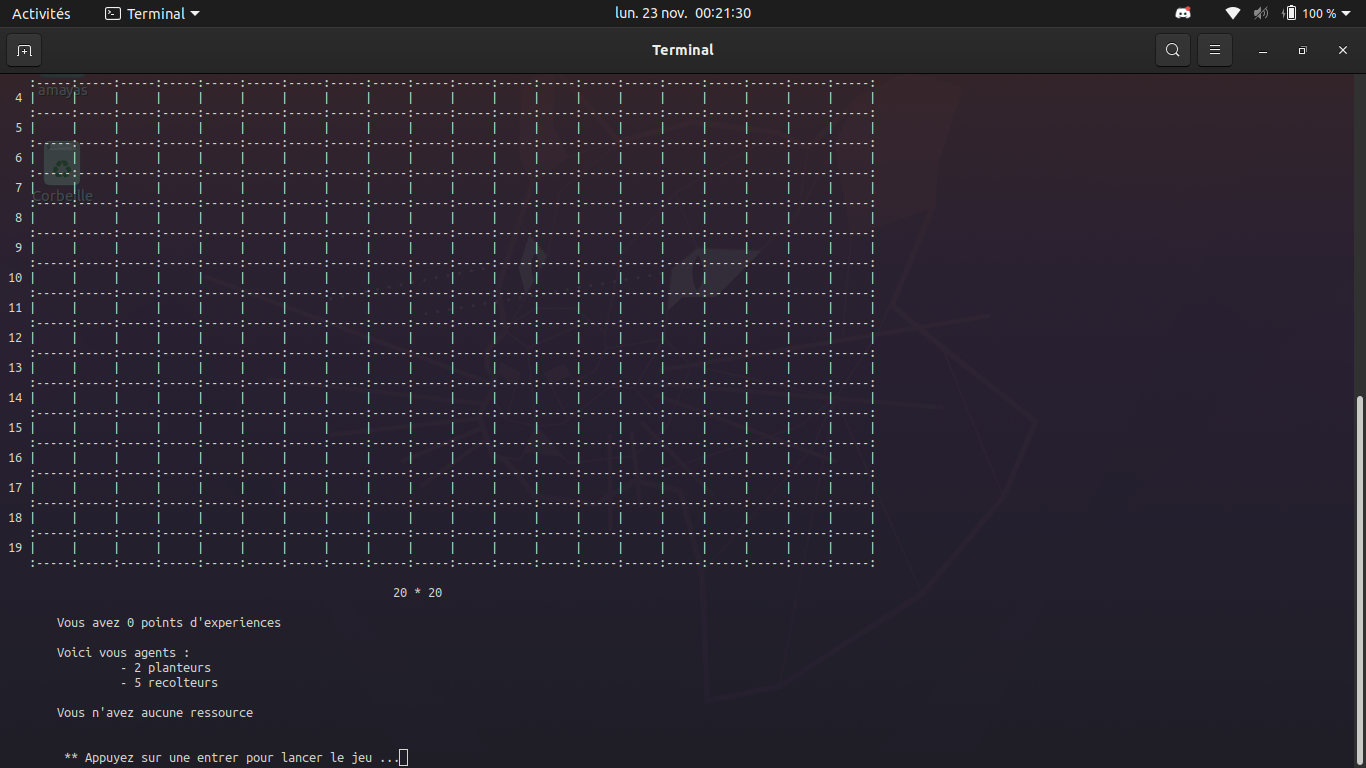 Activités Terminal lun. 23 nov. 00:21:30 100 %
Terminal
amayas
4
5
6
7
Corbeille
8
9
10
11
12
13
14
15
16
17
18
19
20 * 20
Vous avez 0 points d'experiences
Voici vous agents :
- 2 planteurs
- 5 recolteurs
Vous n'avez aucune ressource
** Appuyez sur une entrer pour lancer le jeu ...